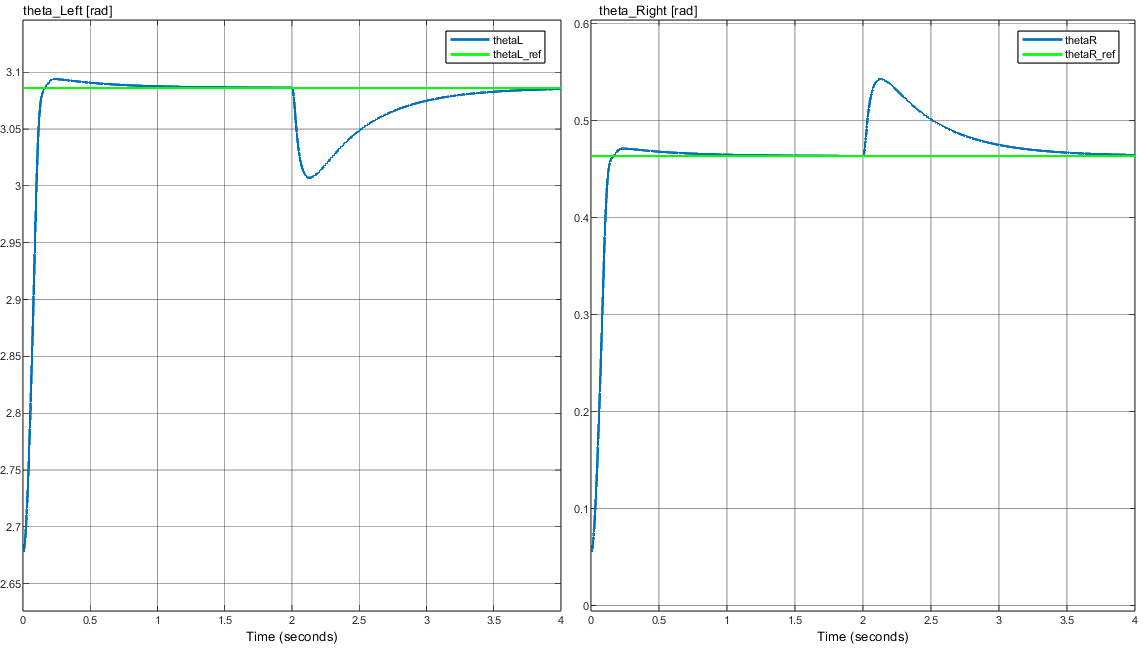 theta_Left [rad]
thetaL
thetaL_ref
3.1
3.05
3
2.95
2.9
2.85
2.8
2.75
2.7
2.65
0 0.5 1 1.5 2 2.5 3 3.5 4
Time (seconds)
theta_Right [rad]
thetaR
thetaR_ref
0.6
0.5
0.4
0.3
0.2
0.1
0
0 0.5 1 1.5 2 2.5 3 3.5 4
Time (seconds)